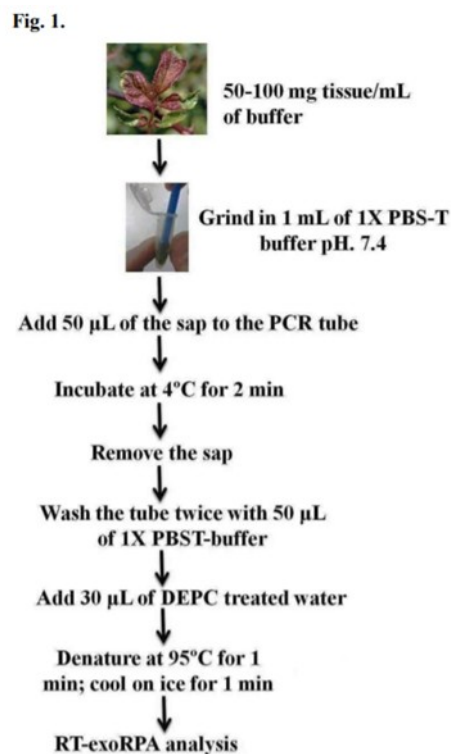 Fig. 1.
50-100 mg tissue/mL
of buffer
Grind in 1 mL of 1X PBS-T
buffer pH. 7.4
Add 50 µL of the sap to the PCR tube
Incubate at 4ºC for 2 min
Remove the sap
Wash the tube twice with 50 µL
of 1X PBST-buffer
Add 30 µL of DEPC treated water
Denature at 95ºC for 1
min; cool on ice for 1 min
RT-exoRPA analysis